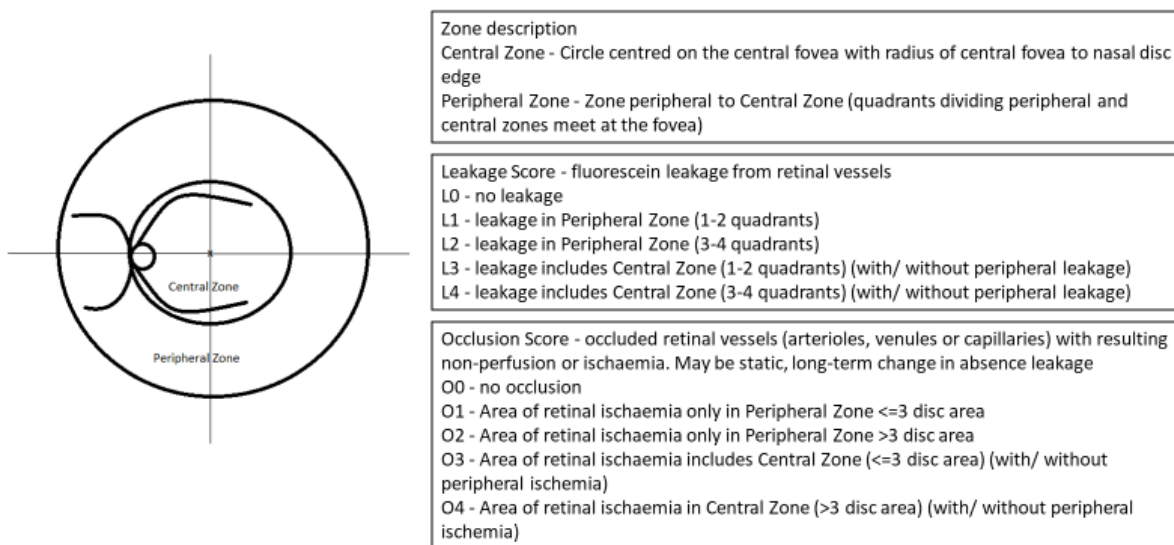 Central Zone
Peripheral Zone
Zone description
Central Zone - Circle centred on the central fovea with radius of central fovea to nasal disc
edge
Peripheral Zone - Zone peripheral to Central Zone (quadrants dividing peripheral and
central zones meet at the fovea)
Leakage Score - fluorescein leakage from retinal vessels
L0 - no leakage
L1 - leakage in Peripheral Zone (1-2 quadrants)
L2 - leakage in Peripheral Zone (3-4 quadrants)
L3 - leakage includes Central Zone (1-2 quadrants) (with/ without peripheral leakage)
L4 - leakage includes Central Zone (3-4 quadrants) (with/ without peripheral leakage)
Occlusion Score - occluded retinal vessels (arterioles, venules or capillaries) with resulting
non-perfusion or ischaemia. May be static, long-term change in absence leakage
O0 - no occlusion
O1 - Area of retinal ischaemia only in Peripheral Zone <=3 disc area
O2 - Area of retinal ischaemia only in Peripheral Zone >3 disc area
O3 - Area of retinal ischaemia includes Central Zone (<=3 disc area) (with/ without
peripheral ischemia)
O4 - Area of retinal ischaemia in Central Zone (>3 disc area) (with/ without peripheral
ischemia)